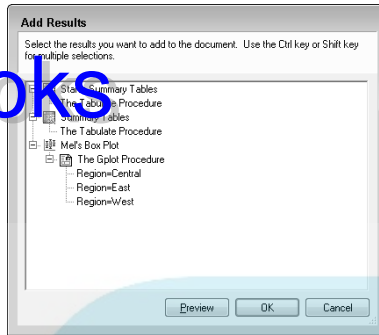 Add Results
Select the results you want to add to the document. Use the Ctrl key or Shift key
for multiple selections.
oks
Summary Tables
The Tabulate Procedure
Summary Tables
The Tabulate Procedure
Mel's Box Plot
The Gplot Procedure
Region=Central
Region=East
Region=West
Preview
OK
Cancel